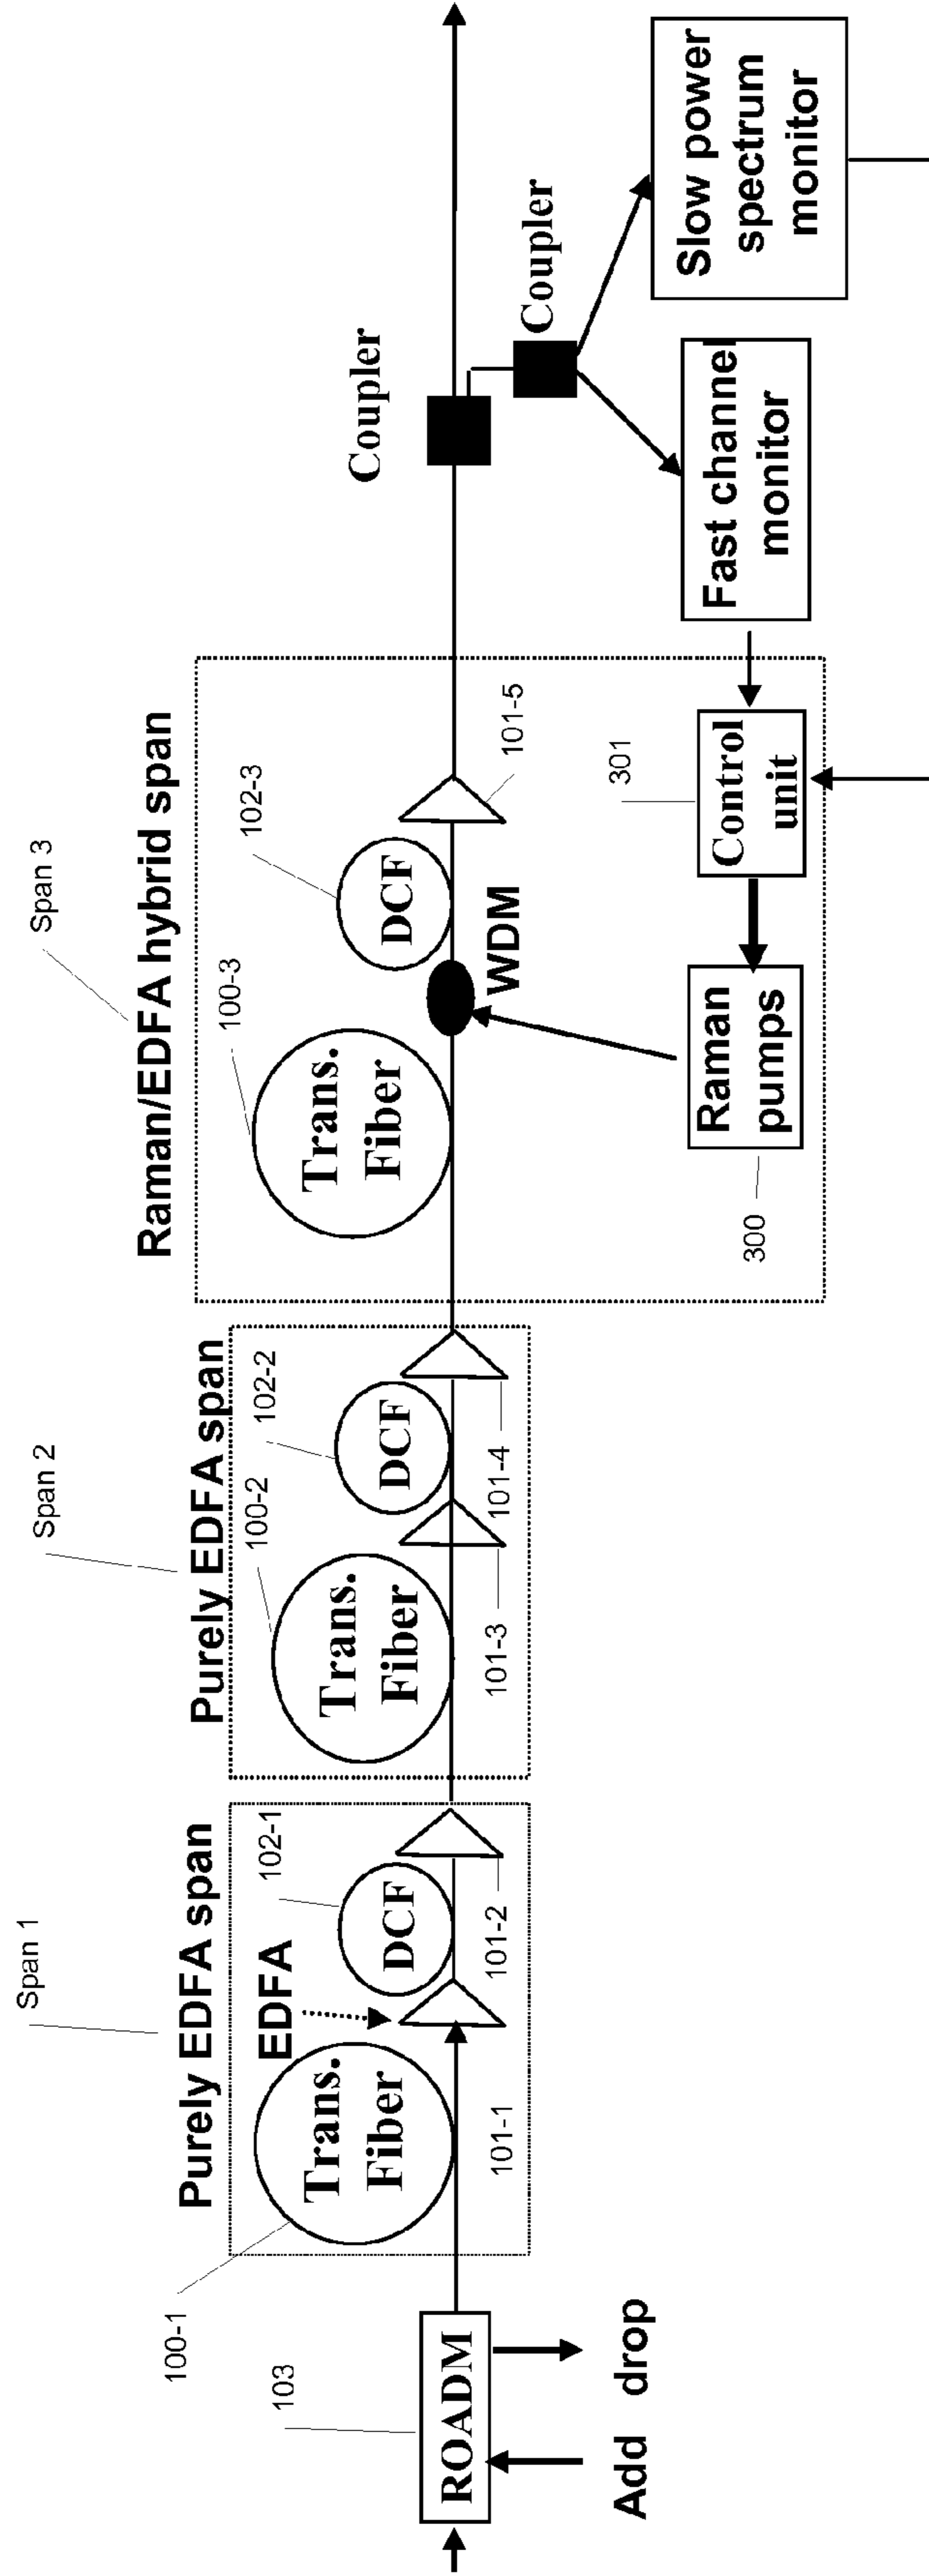 Span 1
Span 2
Span 3
Purely EDFA span
Purely EDFA span
Raman/EDFA hybrid span
100-1
Trans.
Fiber
EDFA
102-1
DCF
101-1
101-2
100-2
Trans.
Fiber
102-2
DCF
101-3
101-4
100-3
Trans.
Fiber
102-3
DCF
WDM
101-5
103
ROADM
Add drop
300
Raman
pumps
301
Control
unit
Coupler
Coupler
Fast channel
monitor
Slow power
spectrum
monitor